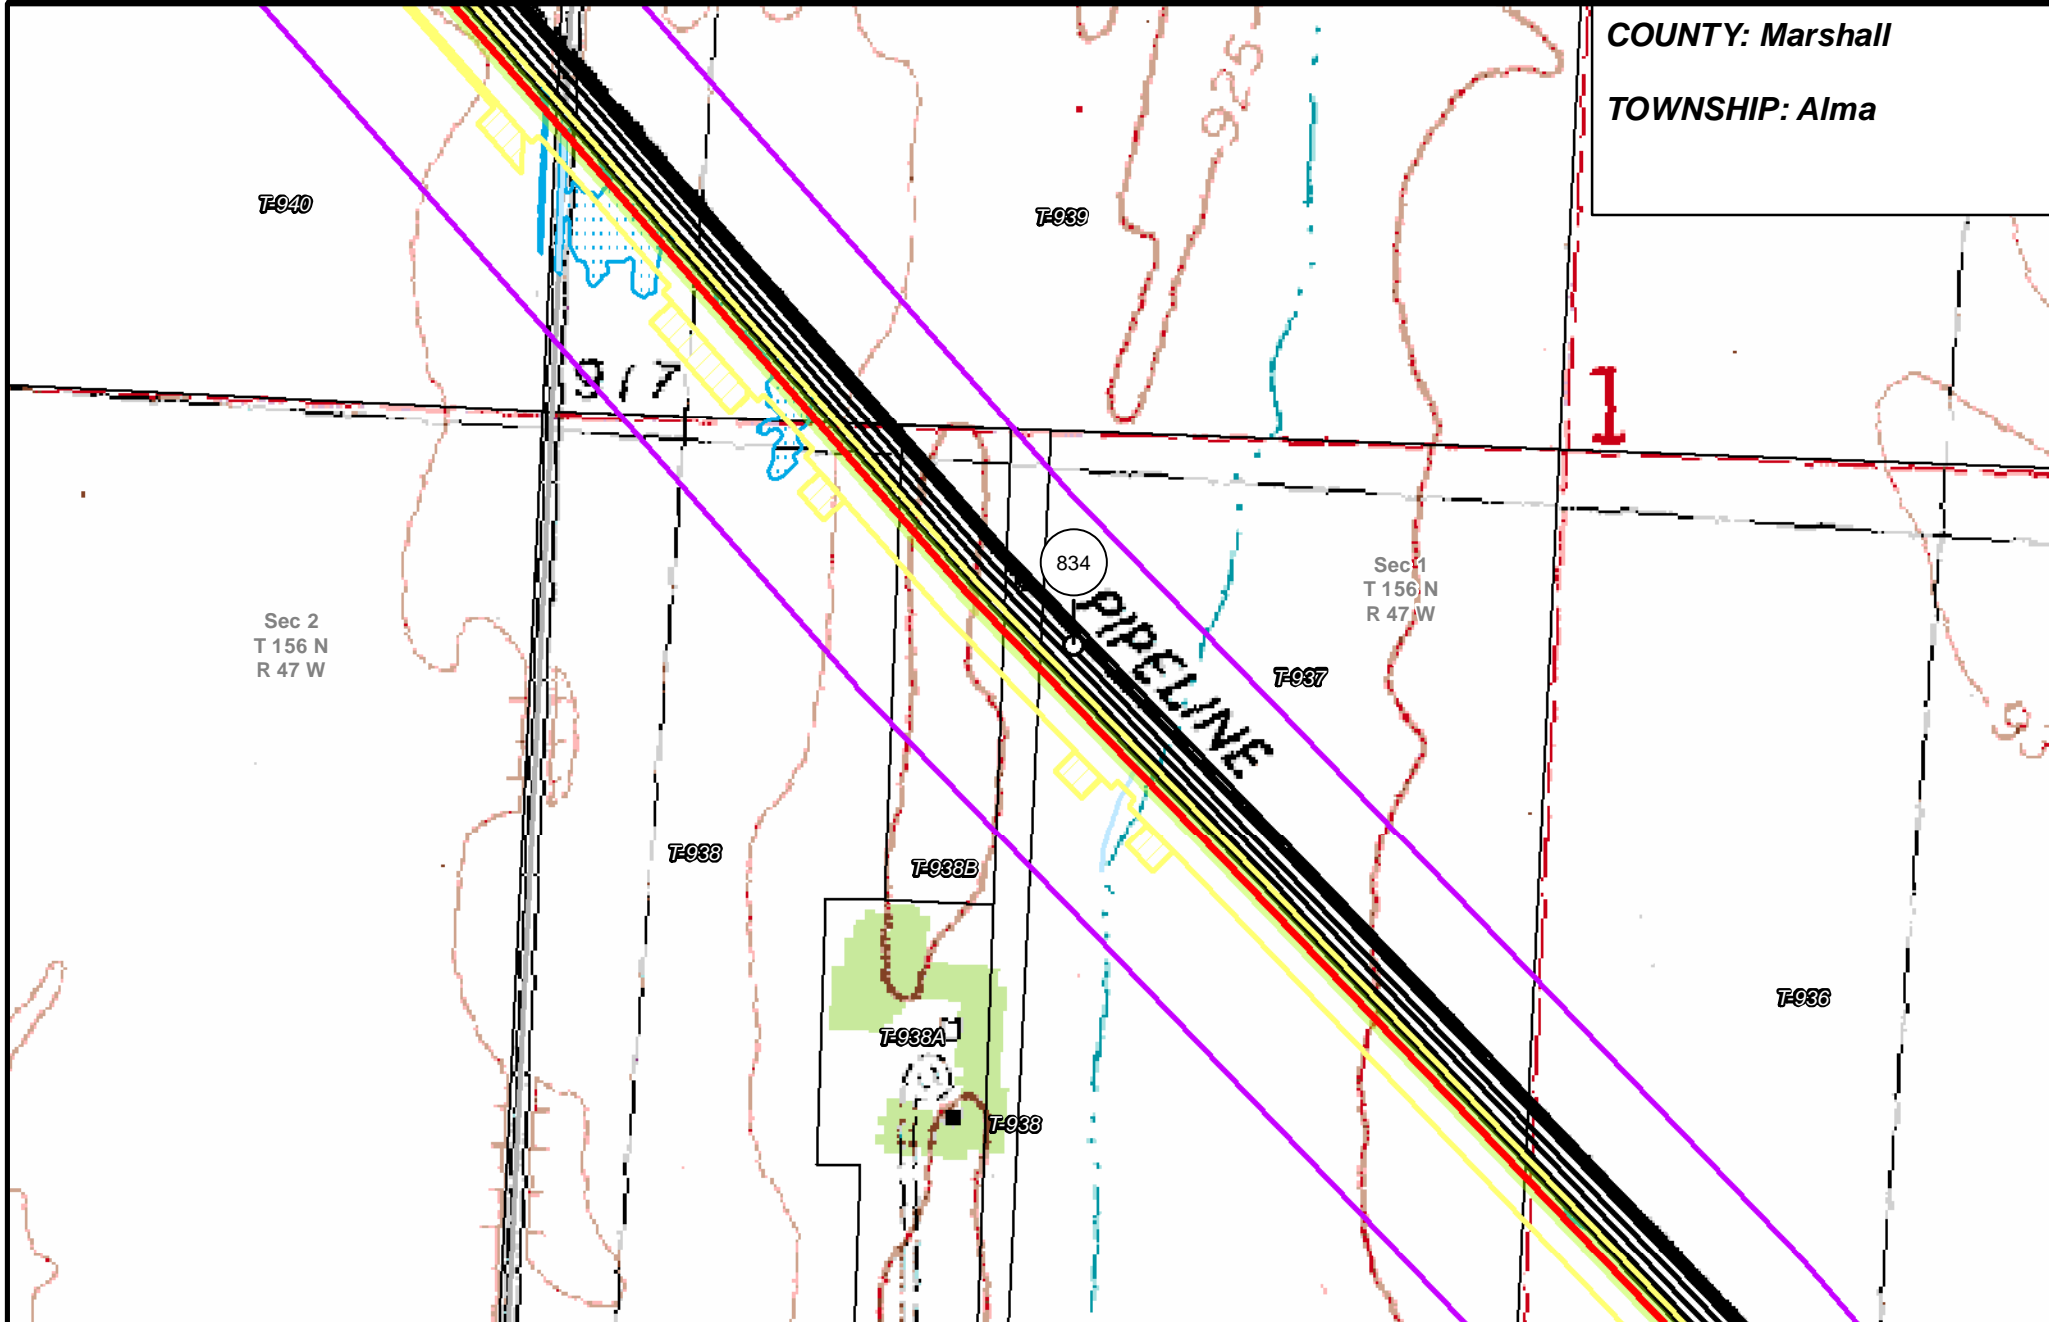 COUNTY: Marshall
TOWNSHIP: Alma
925
T-940
T-939
917
1
834
PIPELINE
Sec 1
T 156 N
R 47 W
Sec 2
T 156 N
R 47 W
T-937
T-938
T-938B
T-936
T-938A
T-938